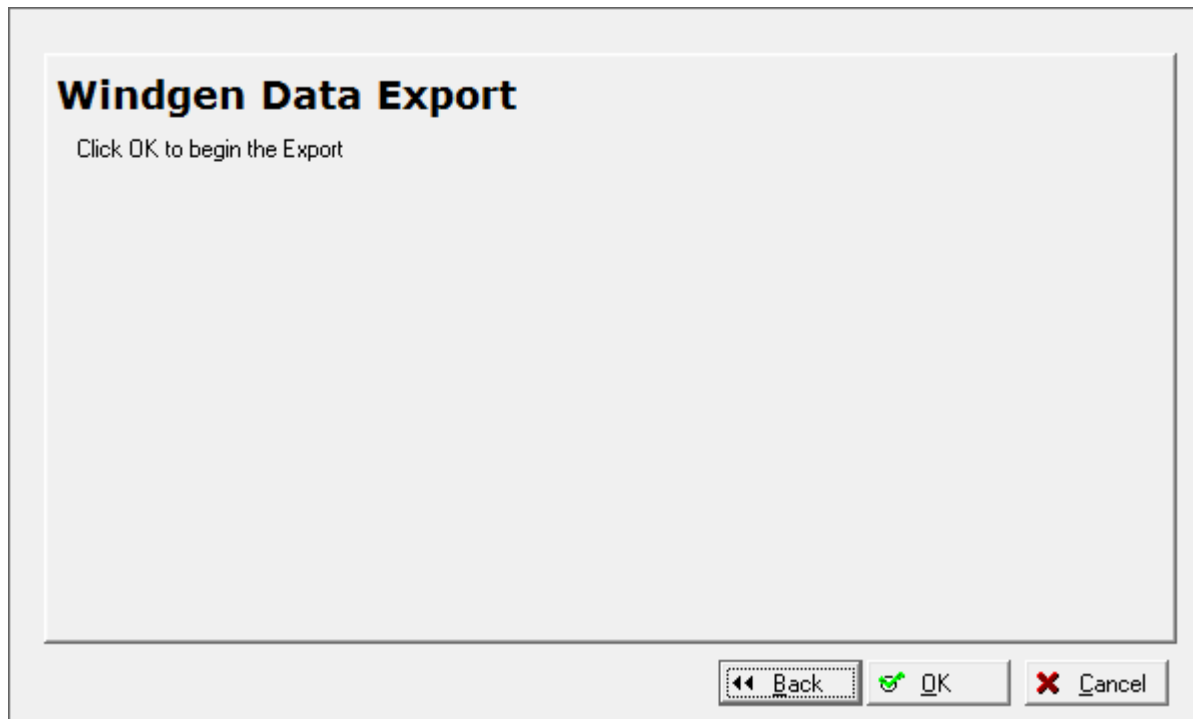 Windgen Data Export
Click OK to begin the Export
Back
OK
Cancel